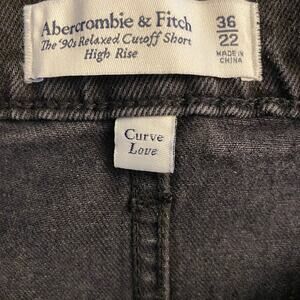 Abercrombie & Fitch
The '90s Relaxed Cutoff Short
High Rise
36
22
MADE IN
CHINA
Curve
Love